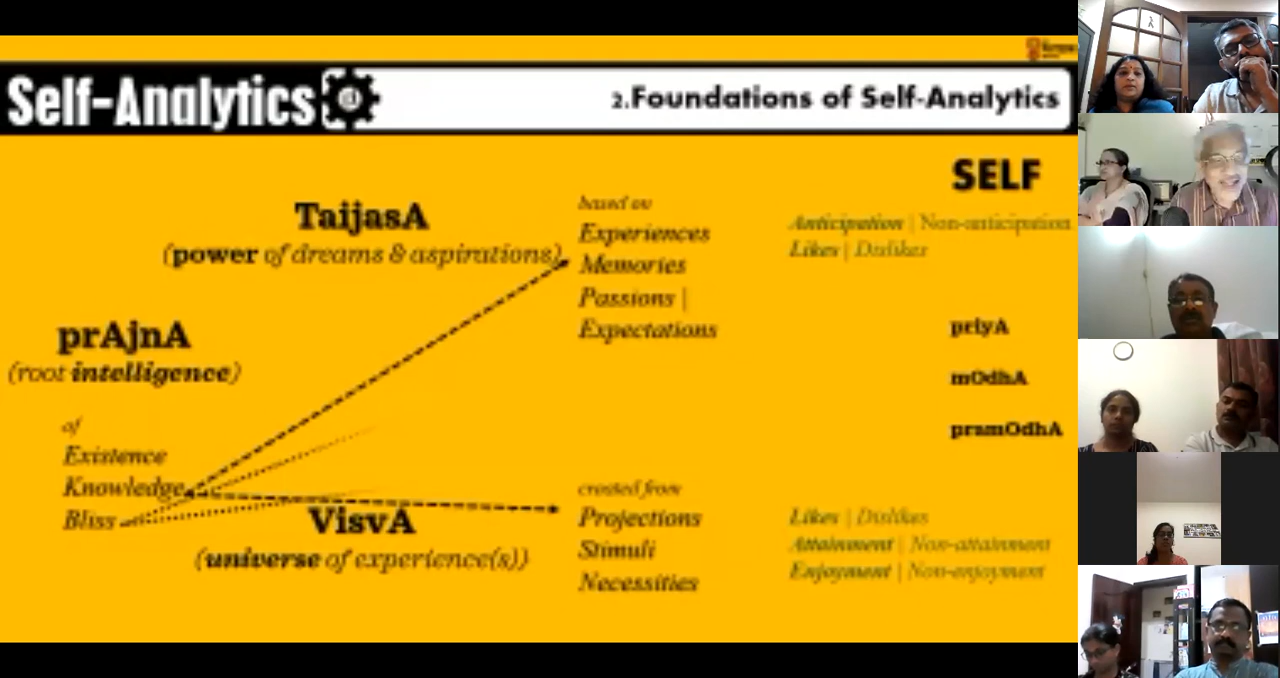 Self-Analytics
2.Foundations of Self-Analytics
SELF
TaijasA
(power of dreams & aspirations)
based on
Experiences
Memories
Passions |
Expectations
Anticipation | Non-anticipation
Likes | Dislikes
prAjnA
(root intelligence)
of
Existence
Knowledge
Bliss
priyA
mOdhA
pramOdhA
VisvA
(universe of experience(s))
created from
Projections
Stimuli
Necessities
Likes | Dislikes
Attainment | Non-attainment
Enjoyment | Non-enjoyment